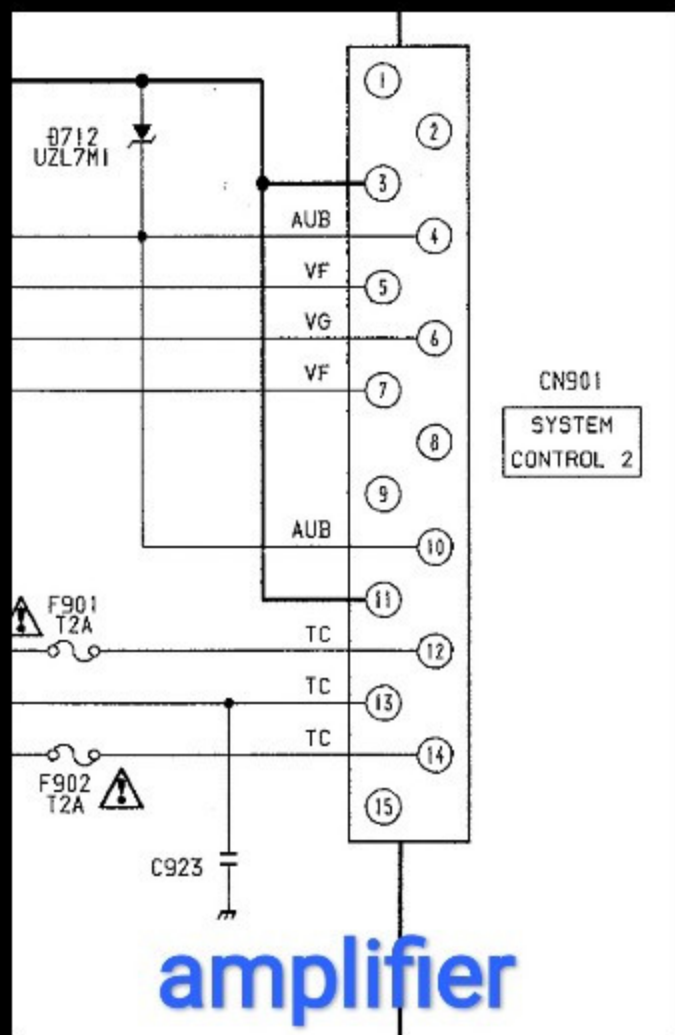 1
2
D712
UZL7M1
3
AUB
4
VF
5
VG
6
VF
7
CN901
SYSTEM
CONTROL 2
8
9
AUB
10
11
F901
T2A
TC
12
TC
13
TC
14
F902
T2A
15
C923
amplifier